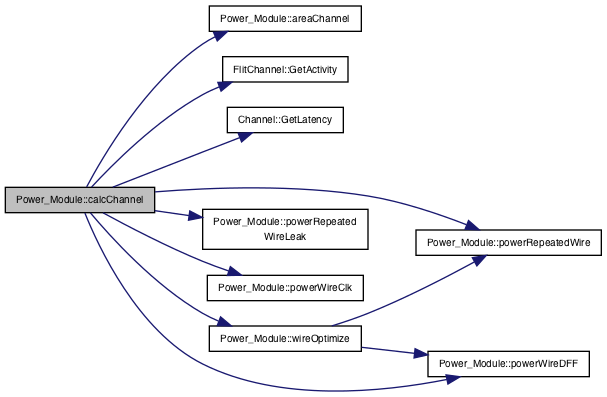 Power_Module::areaChannel
FlitChannel::GetActivity
Channel::GetLatency
Power_Module::calcChannel
Power_Module::powerRepeated
WireLeak
Power_Module::powerRepeatedWire
Power_Module::powerWireClk
Power_Module::wireOptimize
Power_Module::powerWireDFF